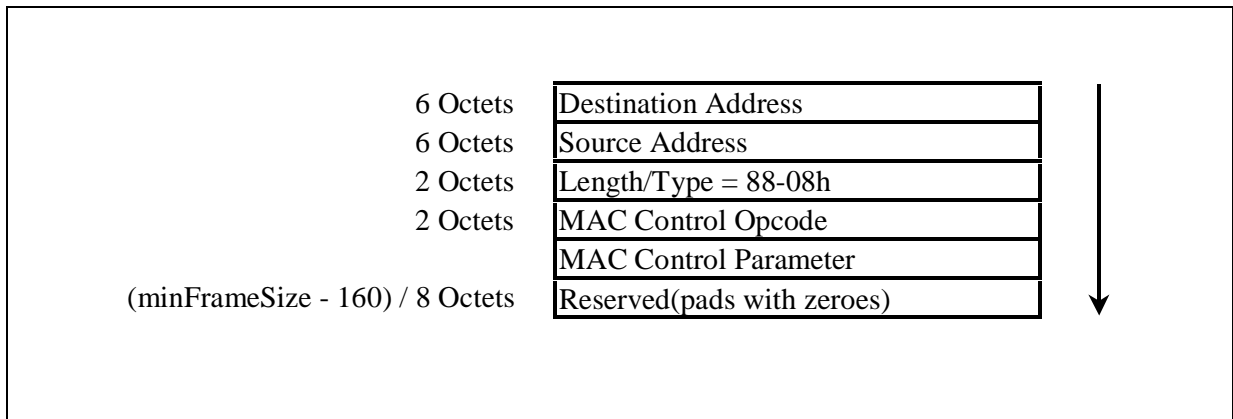 6 Octets Destination Address
6 Octets Source Address
2 Octets Length/Type = 88-08h
2 Octets MAC Control Opcode
MAC Control Parameter
(minFrameSize - 160) / 8 Octets Reserved(pads with zeroes)